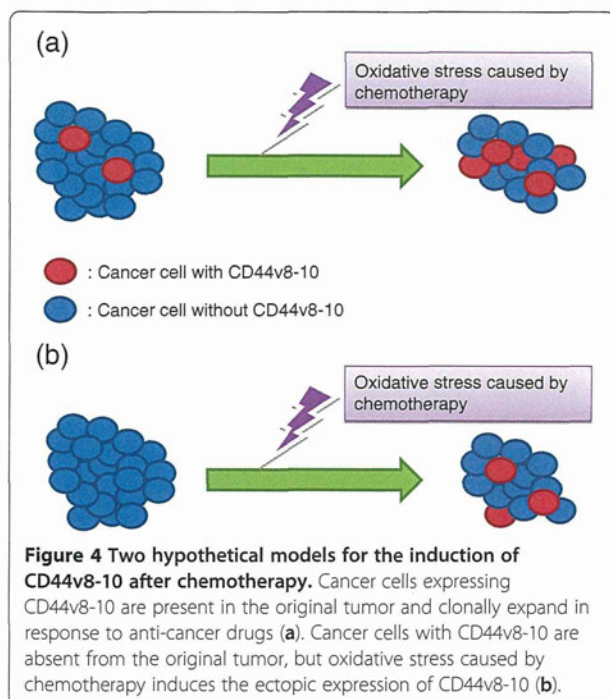 (a)
Oxidative stress caused by
chemotherapy
: Cancer cell with CD44v8-10
: Cancer cell without CD44v8-10
(b)
Oxidative stress caused by
chemotherapy
Figure 4 Two hypothetical models for the induction of
CD44v8-10 after chemotherapy. Cancer cells expressing
CD44v8-10 are present in the original tumor and clonally expand in
response to anti-cancer drugs (a). Cancer cells with CD44v8-10 are
absent from the original tumor, but oxidative stress caused by
chemotherapy induces the ectopic expression of CD44v8-10 (b).